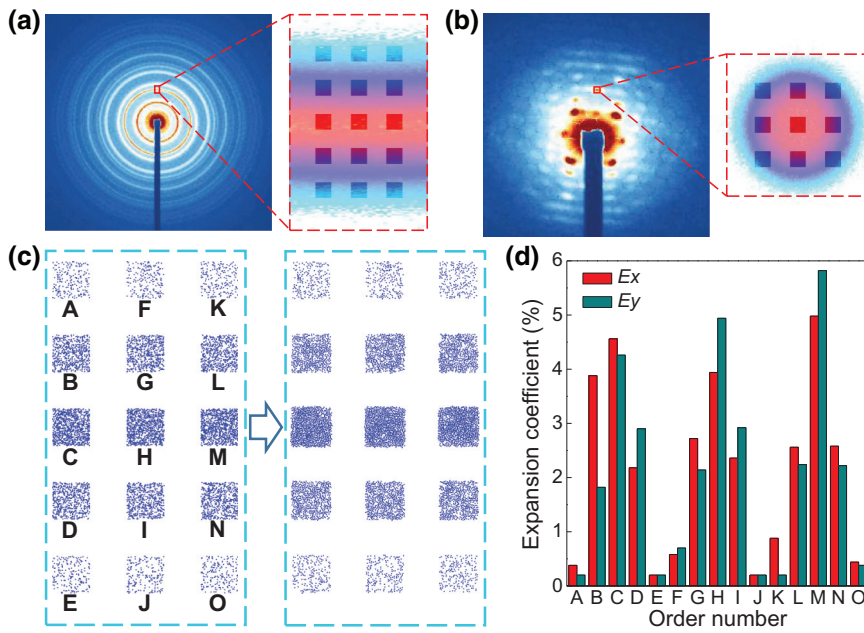 (a)
(b)
(c)
A F K
B G L
C H M
D I N
E J O
(d)
Ex
Ey
Expansion coefficient (%)
6
5
4
3
2
1
0
A B C D E F G H I J K L M N O
Order number